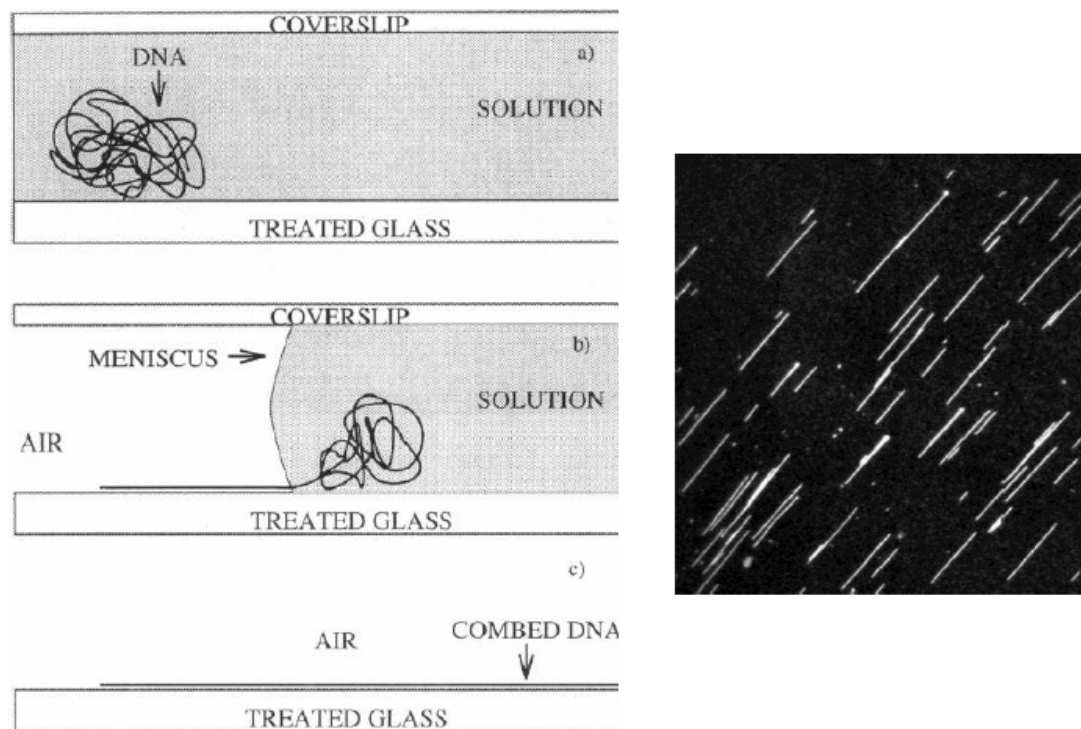 COVERSLIP
a)
DNA
SOLUTION
TREATED GLASS
COVERSLIP
b)
MENISCUS
SOLUTION
AIR
TREATED GLASS
c)
COMBED DNA
AIR
TREATED GLASS